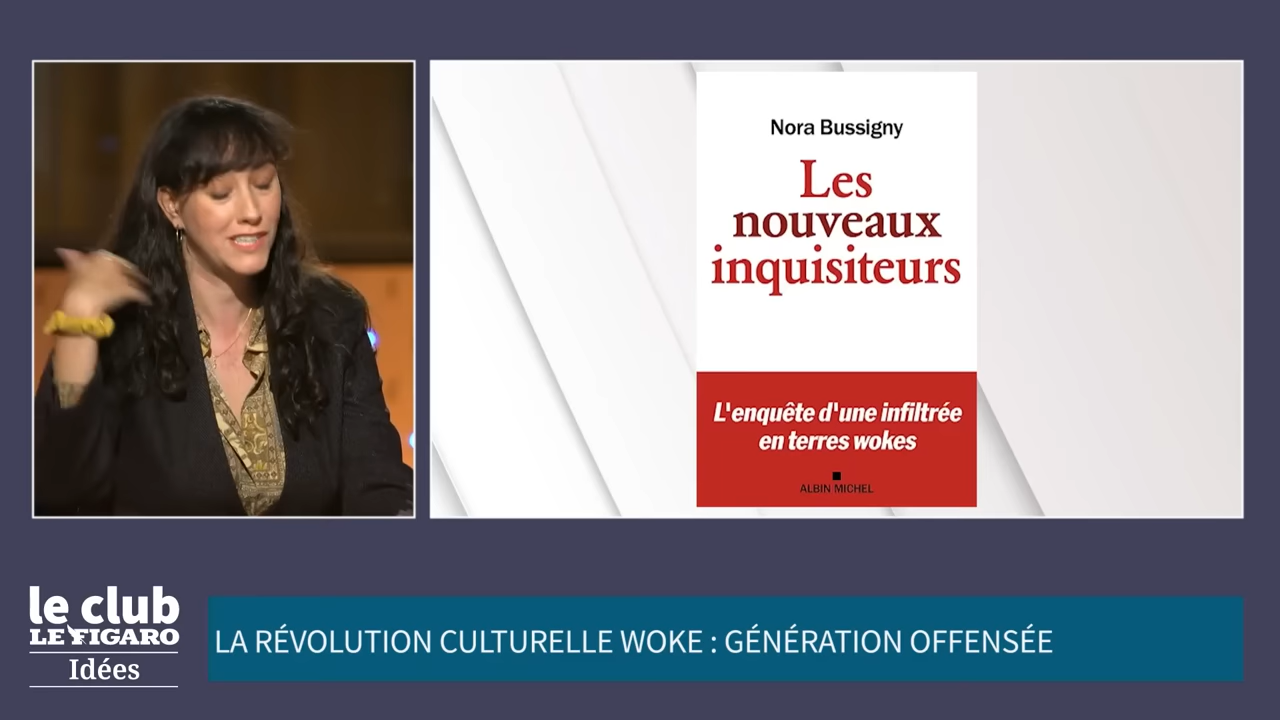 Nora Bussigny
Les
nouveaux
inquisiteurs
L'enquête d'une infiltrée
en terres wokes
ALBIN MICHEL
le club
LE FIGARO
Idées
LA RÉVOLUTION CULTURELLE WOKE : GÉNÉRATION OFFENSÉE